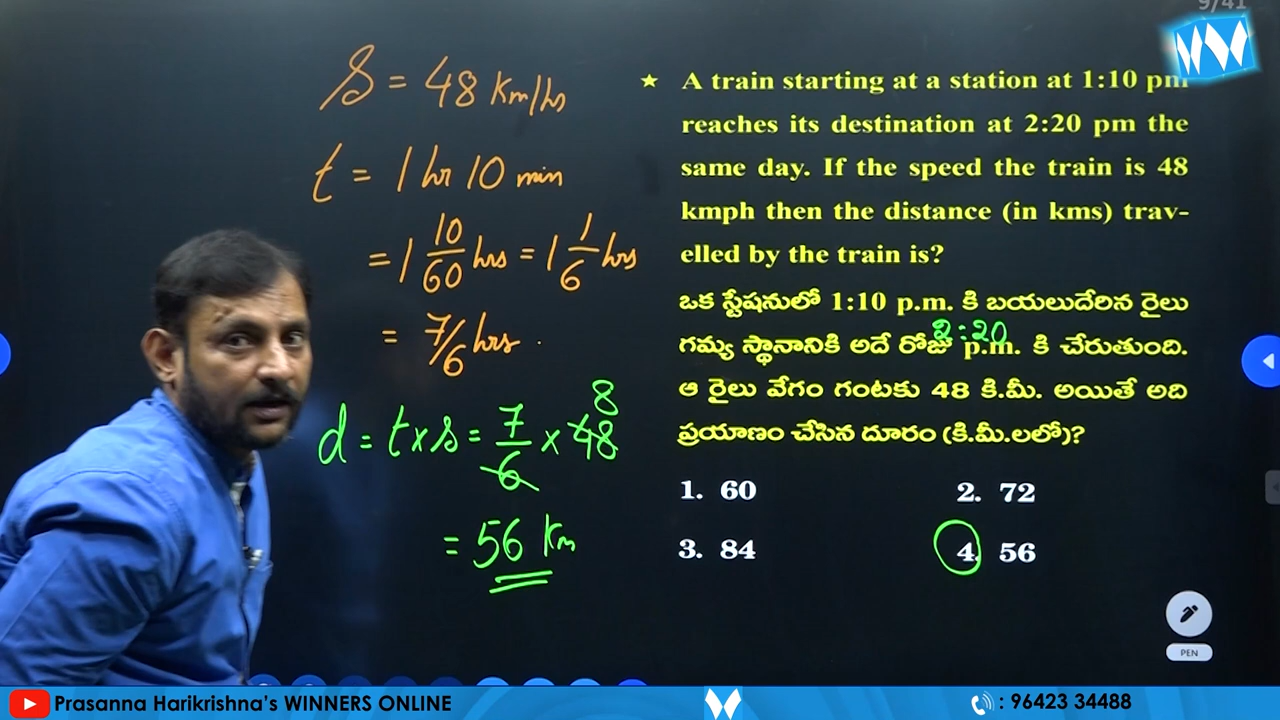 9/41
S = 48 Km/hs
t = 1 hr 10 min
= 1 10/60 hrs = 1 1/6 hrs
= 7/6 hrs.
d = t x s = 7/6 x 48 8
= 56 Km
★ A train starting at a station at 1:10 pm
reaches its destination at 2:20 pm the
same day. If the speed the train is 48
kmph then the distance (in kms) trav-
elled by the train is?
ఒక స్టేషనులో 1:10 p.m. కి బయలుదేరిన రైలు
2:20
గమ్య స్థానానికి అదే రోజు p.m. కి చేరుతుంది.
ఆ రైలు వేగం గంటకు 48 కి.మీ. అయితే అది
ప్రయాణం చేసిన దూరం (కి.మీ.లలో)?
1. 60 2. 72
3. 84 4. 56
PEN
Prasanna Harikrishna's WINNERS ONLINE : 96423 34488